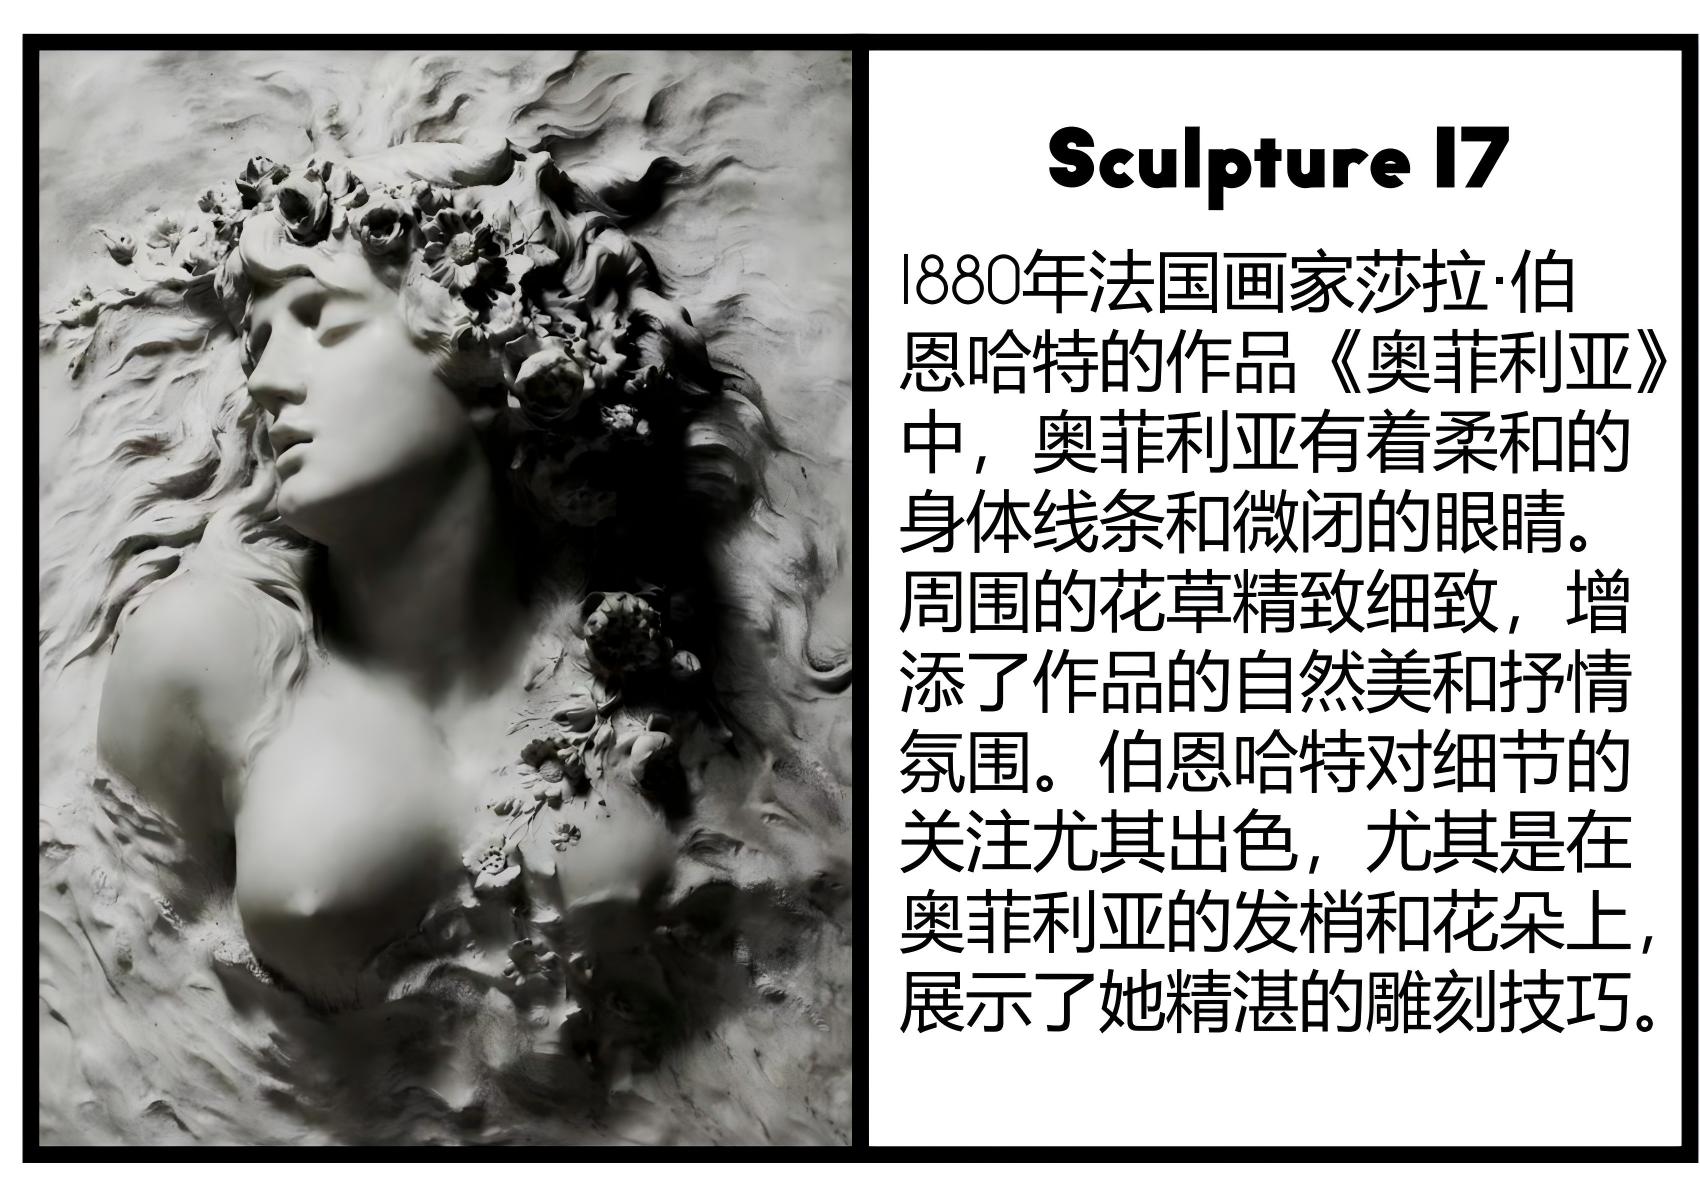 Sculpture 17
1880年法国画家莎拉·伯
恩哈特的作品《奥菲利亚》
中，奥菲利亚有着柔和的
身体线条和微闭的眼睛。
周围的花草精致细致，增
添了作品的自然美和抒情
氛围。伯恩哈特对细节的
关注尤其出色，尤其是在
奥菲利亚的发梢和花朵上，
展示了她精湛的雕刻技巧。